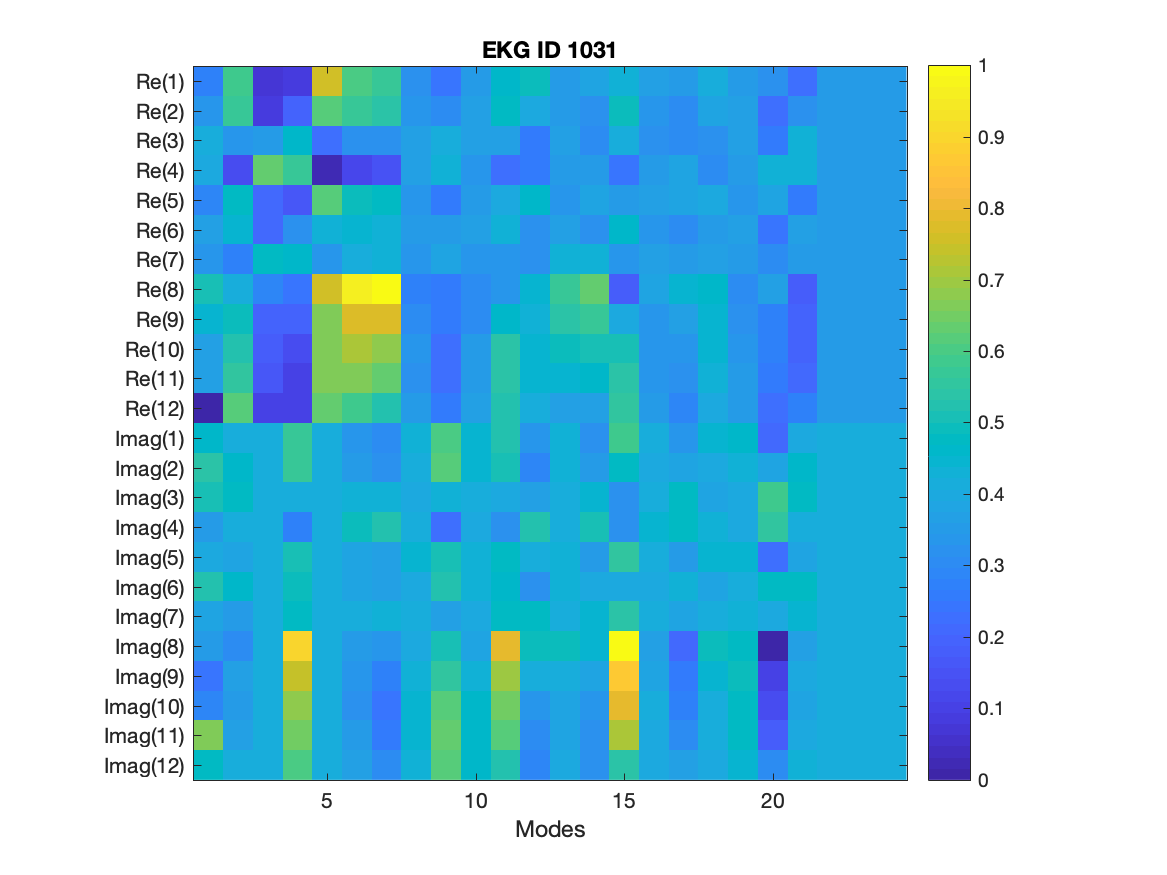 EKG ID 1031
Re(1)
Re(2)
Re(3)
Re(4)
Re(5)
Re(6)
Re(7)
Re(8)
Re(9)
Re(10)
Re(11)
Re(12)
Imag(1)
Imag(2)
Imag(3)
Imag(4)
Imag(5)
Imag(6)
Imag(7)
Imag(8)
Imag(9)
Imag(10)
Imag(11)
Imag(12)
5 10 15 20
Modes
1
0.9
0.8
0.7
0.6
0.5
0.4
0.3
0.2
0.1
0